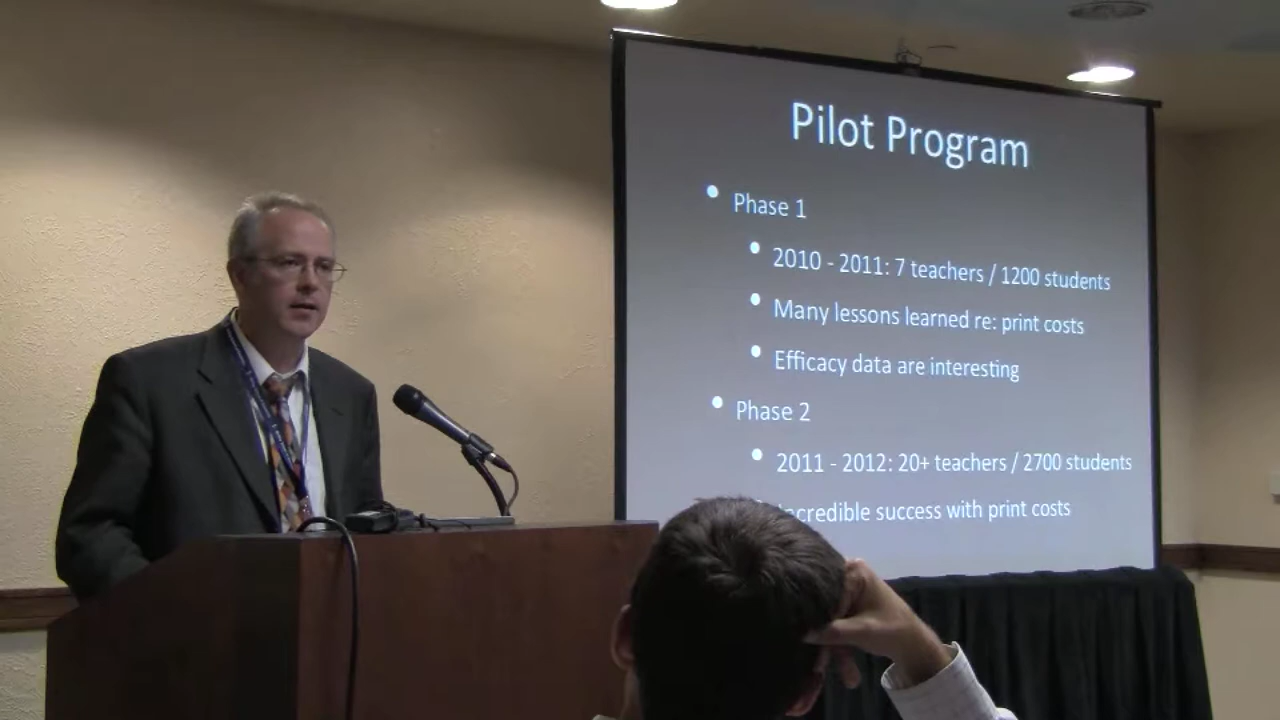 Pilot Program
• Phase 1
• 2010 - 2011: 7 teachers / 1200 students
• Many lessons learned re: print costs
• Efficacy data are interesting
• Phase 2
• 2011 - 2012: 20+ teachers / 2700 students
success with print costs